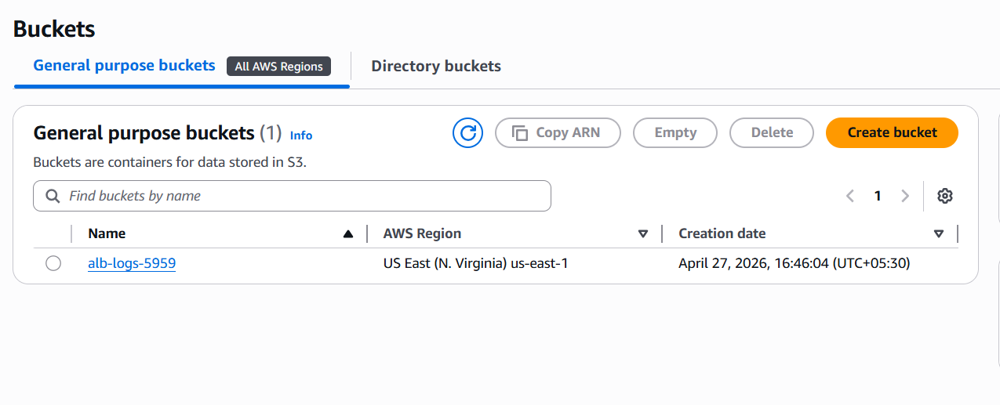 Buckets
General purpose buckets All AWS Regions Directory buckets
General purpose buckets (1) Info Copy ARN Empty Delete Create bucket
Buckets are containers for data stored in S3.
Find buckets by name 1
Name AWS Region Creation date
alb-logs-5959 US East (N. Virginia) us-east-1 April 27, 2026, 16:46:04 (UTC+05:30)